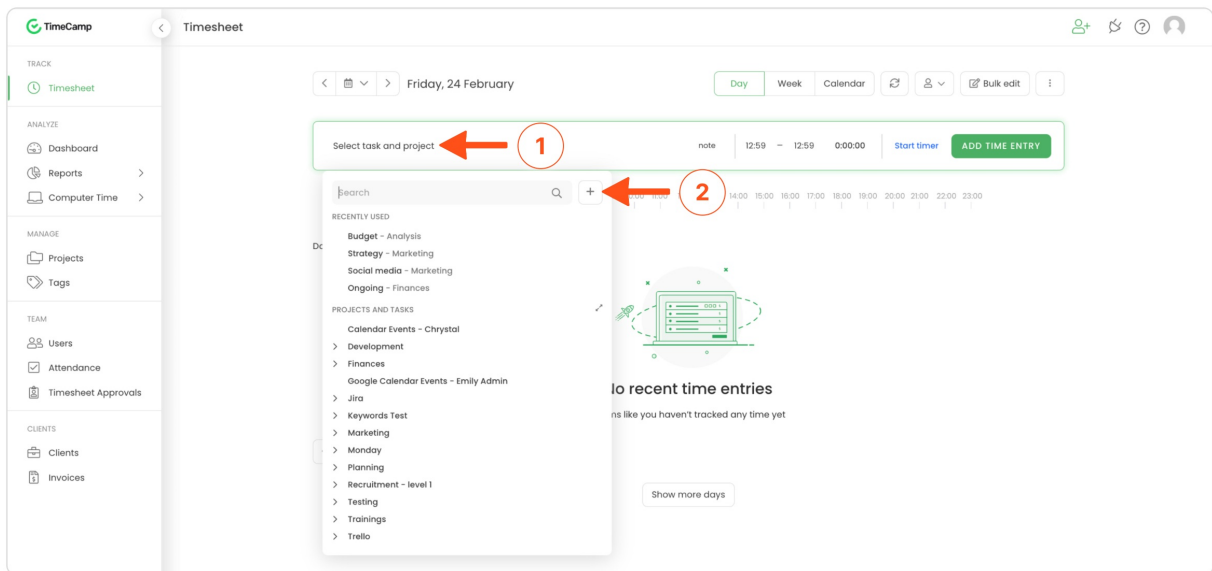 TimeCamp
Timesheet
TRACK
Timesheet
ANALYZE
Dashboard
Reports
Computer Time
MANAGE
Projects
Tags
TEAM
Users
Attendance
Timesheet Approvals
CLIENTS
Clients
Invoices
Friday, 24 February
Day Week Calendar Bulk edit
Select task and project 1 note 12:59 - 12:59 0:00:00 Start timer ADD TIME ENTRY
Search + 2
14:00 15:00 16:00 17:00 18:00 19:00 20:00 21:00 22:00 23:00
RECENTLY USED
Budget - Analysis
Strategy - Marketing
Social media - Marketing
Ongoing - Finances
PROJECTS AND TASKS
Calendar Events - Chrystal
Development
Finances
Google Calendar Events - Emily Admin
Jira
Keywords Test
Marketing
Monday
Planning
Recruitment - level 1
Testing
Trainings
Trello
recent time entries
like you haven't tracked any time yet
Show more days